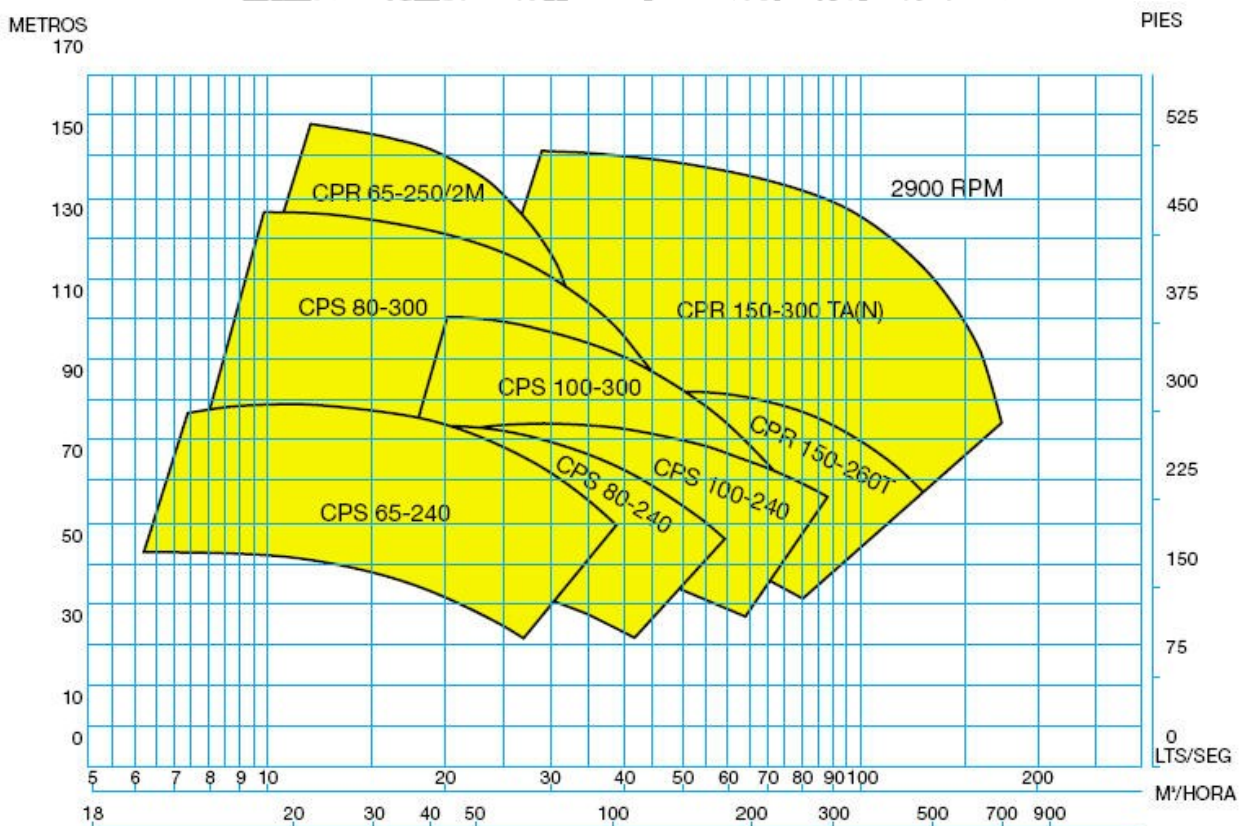 METROS
PIES
170
150
130
110
90
70
50
30
10
0
525
450
375
300
225
150
75
0
2900 RPM
CPR 65-250/2M
CPS 80-300
CPR 150-300 TA(N)
CPS 100-300
CPR 150-260T
CPS 100-240
CPS 80-240
CPS 65-240
LTS/SEG
5 6 7 8 9 10 20 30 40 50 60 70 80 90 100 200
M³/HORA
18 20 30 40 50 100 200 300 500 700 900